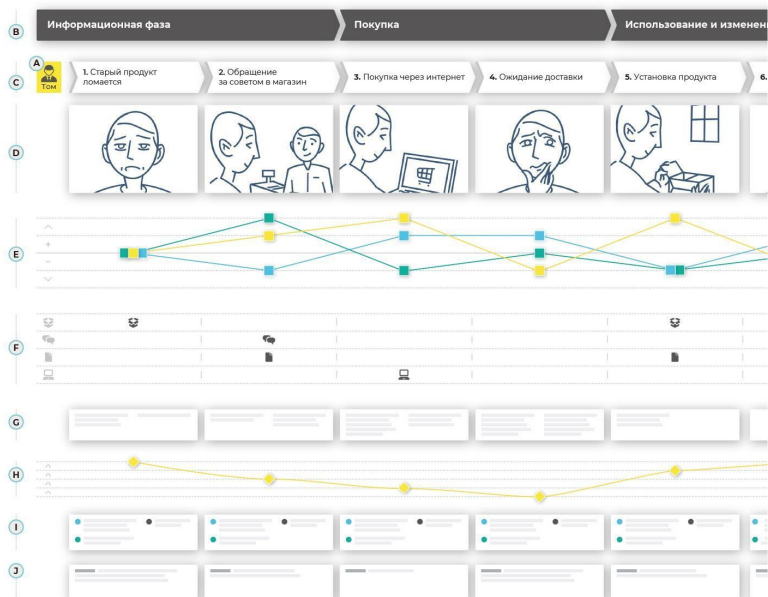 B
Информационная фаза
Покупка
Использование и изменен
A
C
Том
1. Старый продукт
ломается
2. Обращение
за советом в магазин
3. Покупка через интернет
4. Ожидание доставки
5. Установка продукта
6.
D
E
F
G
H
I
J